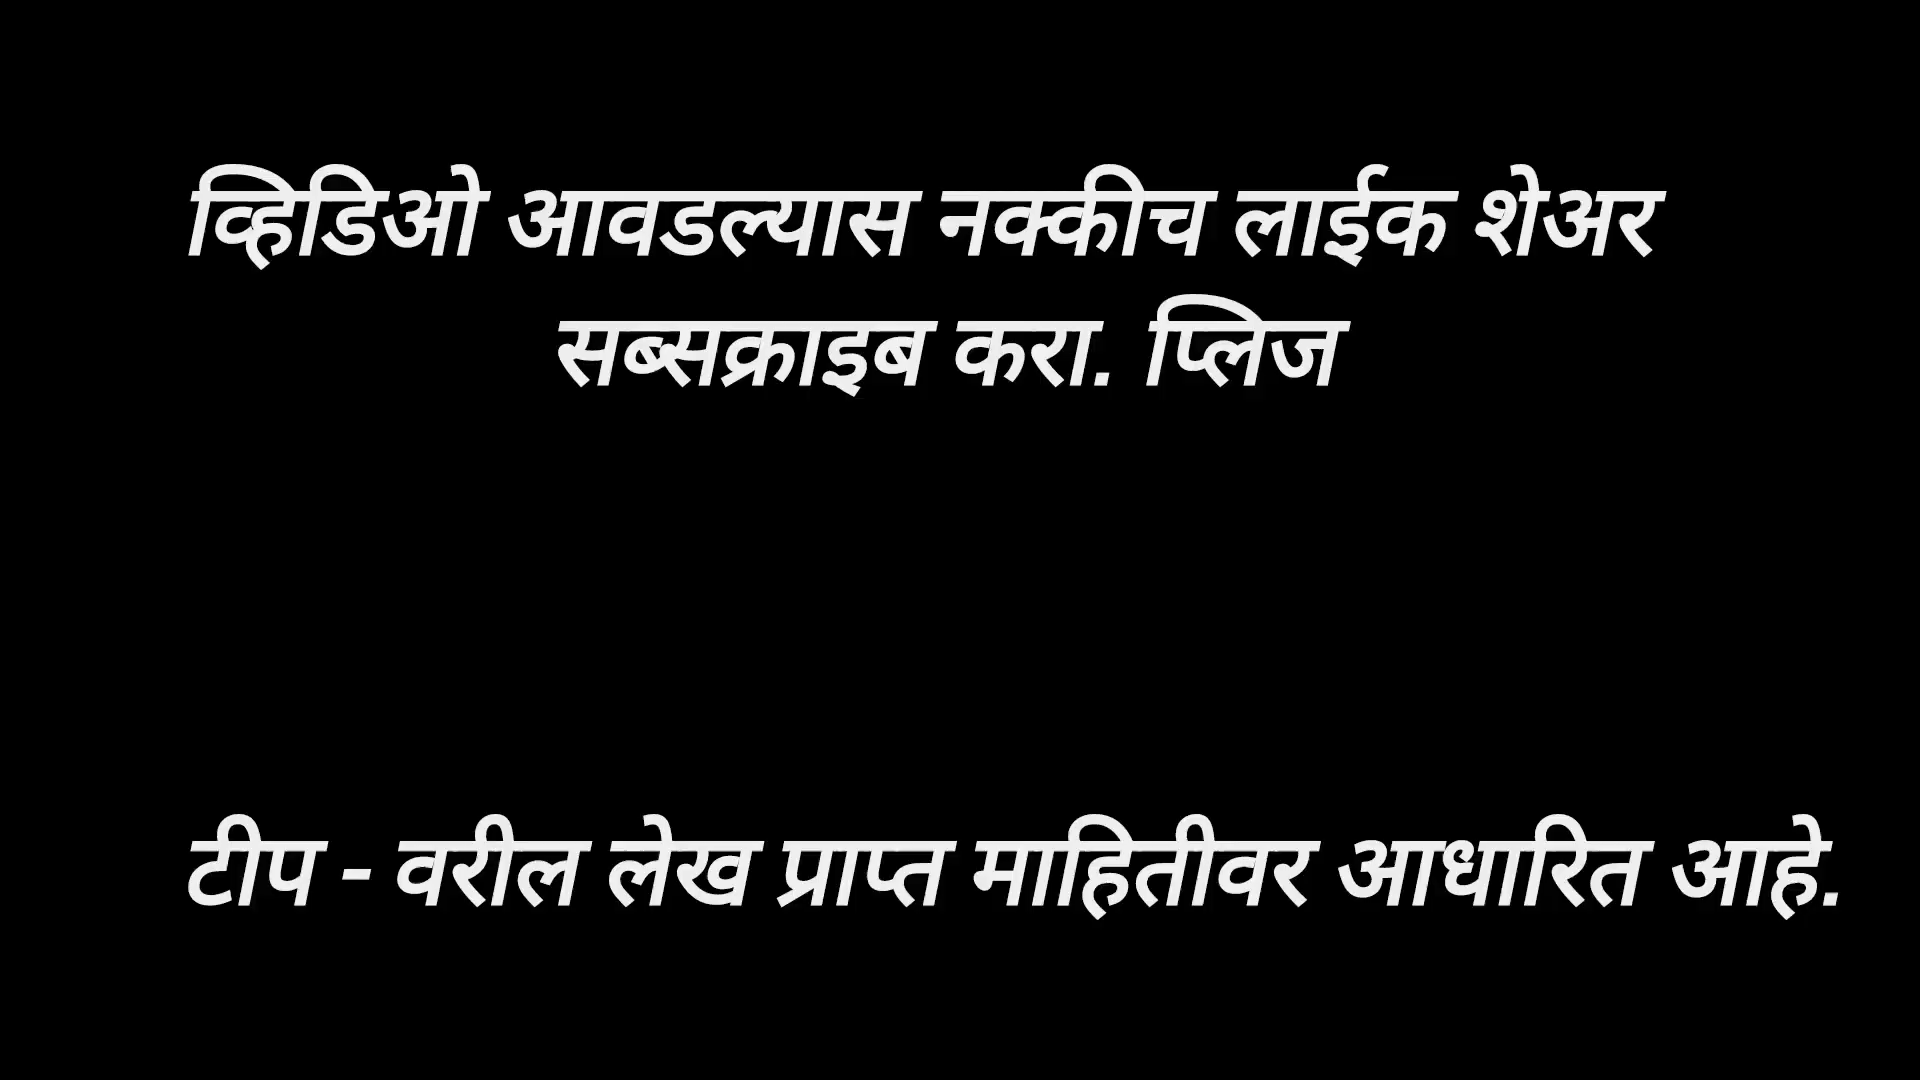 व्हिडिओ आवडल्यास नक्कीच लाईक शेअर
सब्सक्राइब करा. प्लिज
टीप - वरील लेख प्राप्त माहितीवर आधारित आहे.